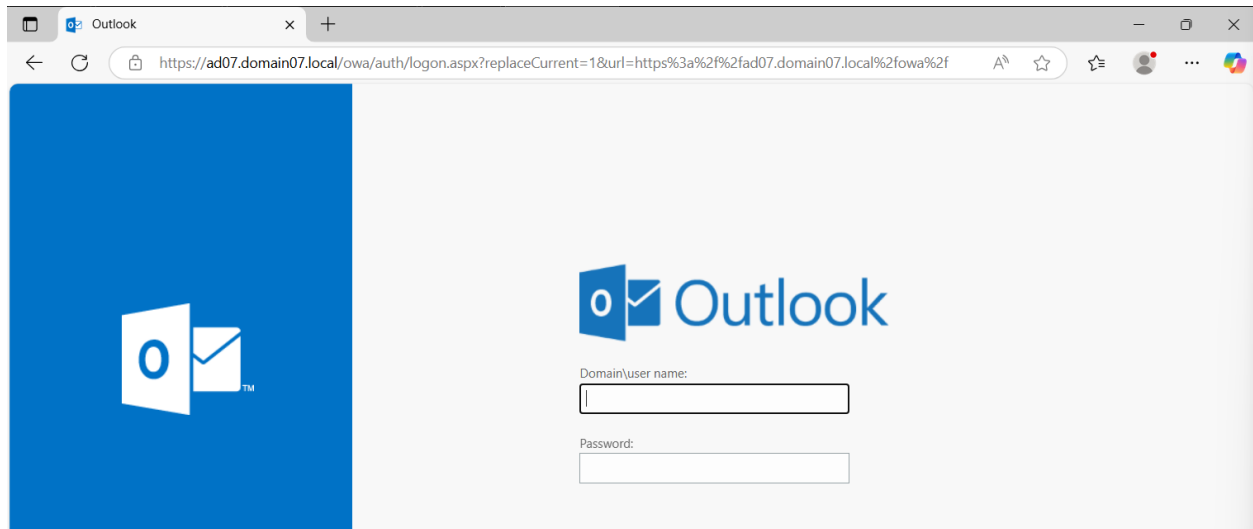 Outlook
https://ad07.domain07.local/owa/auth/logon.aspx?replaceCurrent=1&url=https%3a%2f%2fad07.domain07.local%2fowa%2f
Outlook
Domain\user name:
Password:
TM